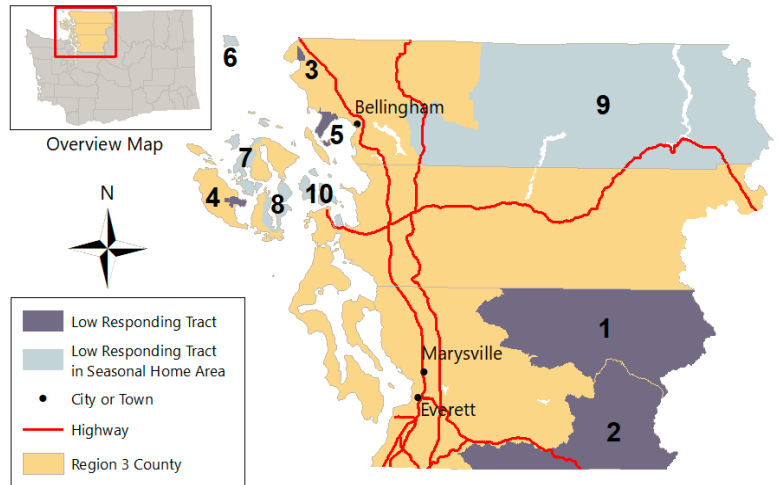 Overview Map
N
Low Responding Tract
Low Responding Tract
in Seasonal Home Area
City or Town
Highway
Region 3 County
6
3
Bellingham
5
9
7
4
8
10
1
Marysville
Everett
2